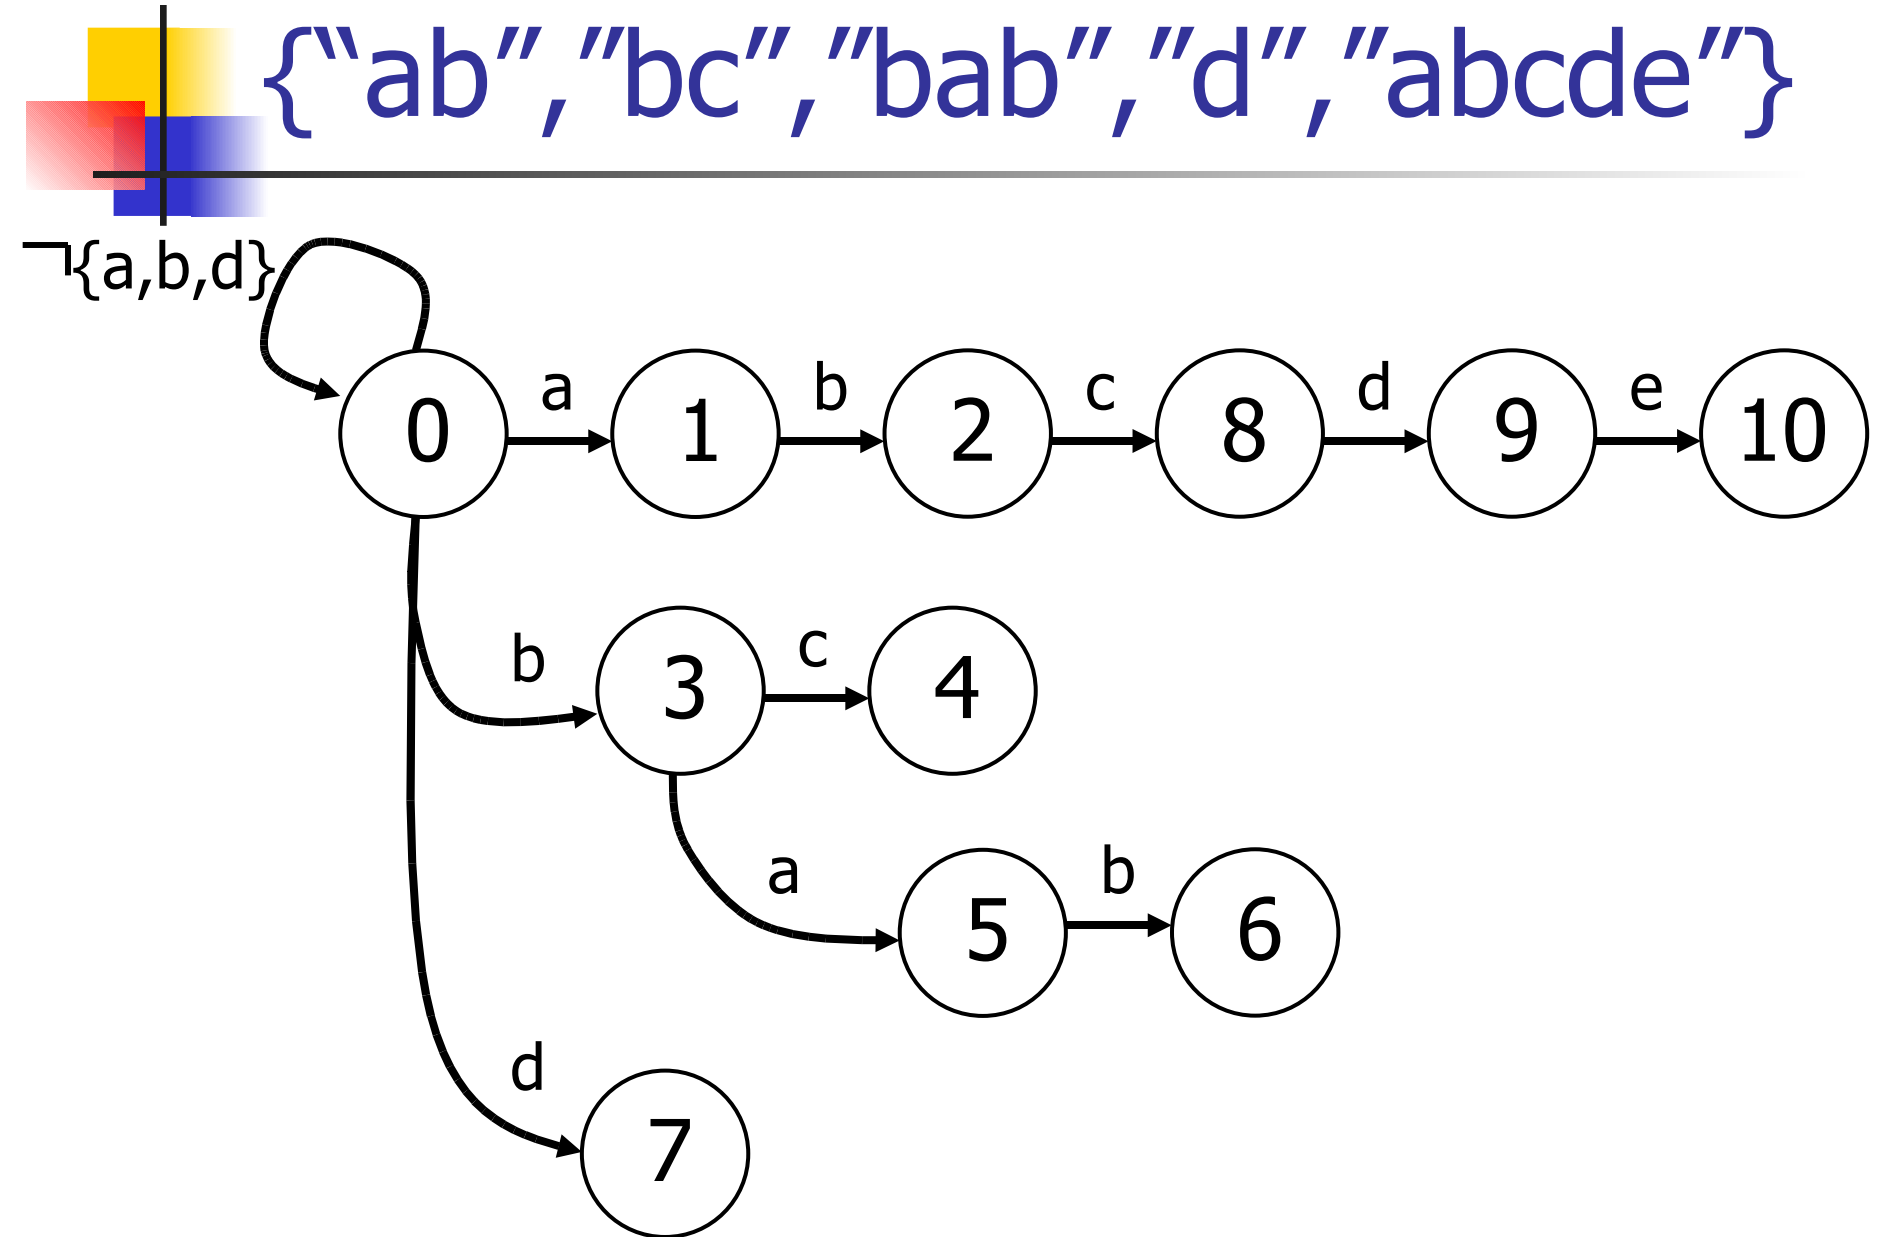 {“ab”,”bc”,”bab”,”d”,”abcde”}
¬{a,b,d}
a b c d e
0 1 2 8 9 10
b c
3 4
a b
5 6
d
7